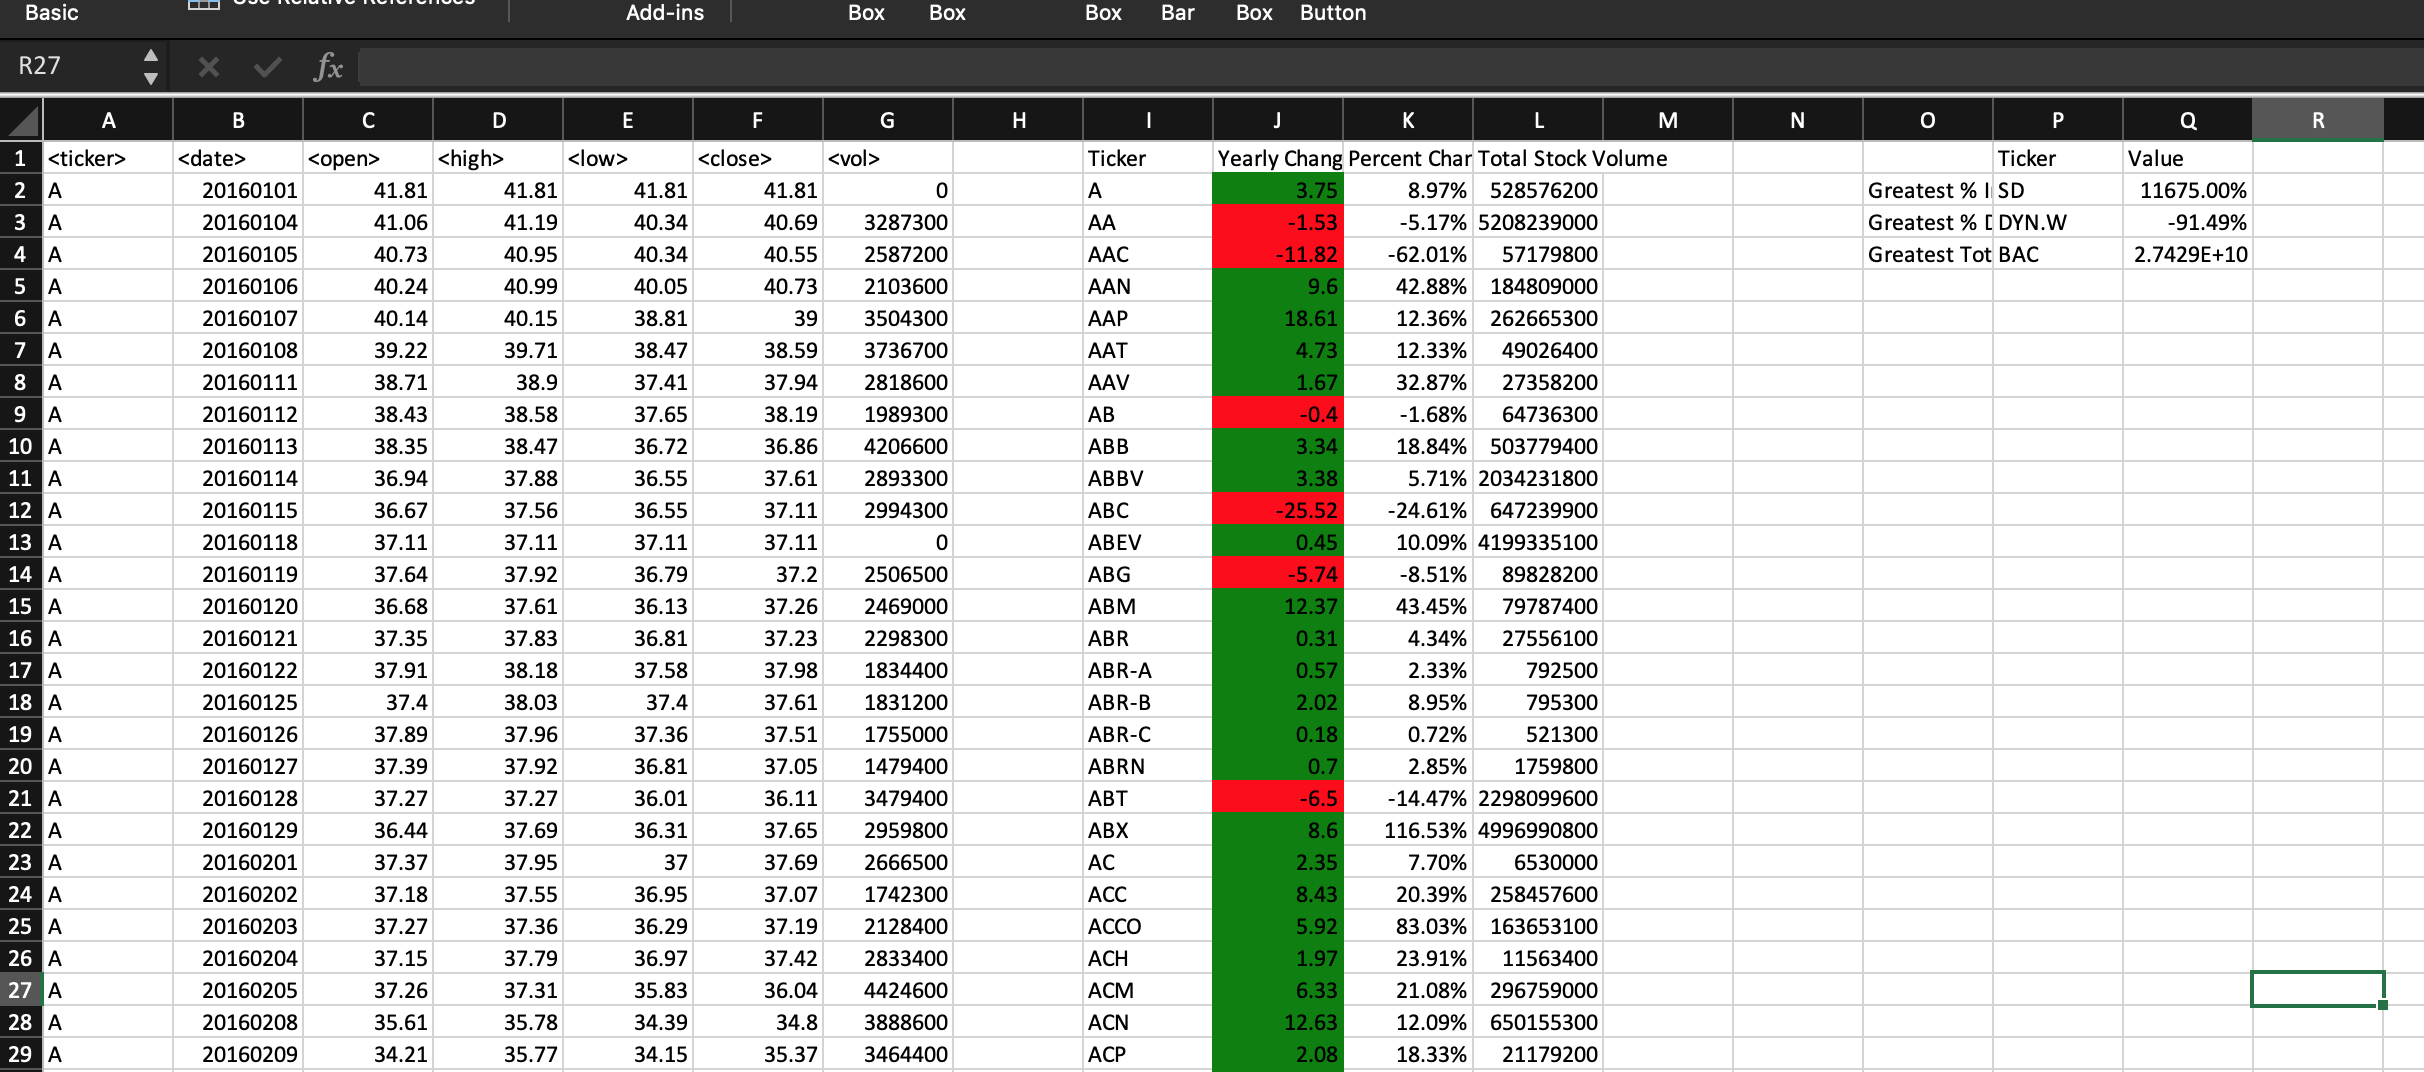 Basic Use Relative References Add-ins Box Box Box Bar Box Button
R27 fx
A B C D E F G H I J K L M N O P Q R
1 <ticker> <date> <open> <high> <low> <close> <vol> Ticker Yearly Chang Percent Char Total Stock Volume Ticker Value
2 A 20160101 41.81 41.81 41.81 41.81 0 A 3.75 8.97% 528576200 Greatest % I SD 11675.00%
3 A 20160104 41.06 41.19 40.34 40.69 3287300 AA -1.53 -5.17% 5208239000 Greatest % D DYN.W -91.49%
4 A 20160105 40.73 40.95 40.34 40.55 2587200 AAC -11.82 -62.01% 57179800 Greatest Tot BAC 2.7429E+10
5 A 20160106 40.24 40.99 40.05 40.73 2103600 AAN 9.6 42.88% 184809000
6 A 20160107 40.14 40.15 38.81 39 3504300 AAP 18.61 12.36% 262665300
7 A 20160108 39.22 39.71 38.47 38.59 3736700 AAT 4.73 12.33% 49026400
8 A 20160111 38.71 38.9 37.41 37.94 2818600 AAV 1.67 32.87% 27358200
9 A 20160112 38.43 38.58 37.65 38.19 1989300 AB -0.4 -1.68% 64736300
10 A 20160113 38.35 38.47 36.72 36.86 4206600 ABB 3.34 18.84% 503779400
11 A 20160114 36.94 37.88 36.55 37.61 2893300 ABBV 3.38 5.71% 2034231800
12 A 20160115 36.67 37.56 36.55 37.11 2994300 ABC -25.52 -24.61% 647239900
13 A 20160118 37.11 37.11 37.11 37.11 0 ABEV 0.45 10.09% 4199335100
14 A 20160119 37.64 37.92 36.79 37.2 2506500 ABG -5.74 -8.51% 89828200
15 A 20160120 36.68 37.61 36.13 37.26 2469000 ABM 12.37 43.45% 79787400
16 A 20160121 37.35 37.83 36.81 37.23 2298300 ABR 0.31 4.34% 27556100
17 A 20160122 37.91 38.18 37.58 37.98 1834400 ABR-A 0.57 2.33% 792500
18 A 20160125 37.4 38.03 37.4 37.61 1831200 ABR-B 2.02 8.95% 795300
19 A 20160126 37.89 37.96 37.36 37.51 1755000 ABR-C 0.18 0.72% 521300
20 A 20160127 37.39 37.92 36.81 37.05 1479400 ABRN 0.7 2.85% 1759800
21 A 20160128 37.27 37.27 36.01 36.11 3479400 ABT -6.5 -14.47% 2298099600
22 A 20160129 36.44 37.69 36.31 37.65 2959800 ABX 8.6 116.53% 4996990800
23 A 20160201 37.37 37.95 37 37.69 2666500 AC 2.35 7.70% 6530000
24 A 20160202 37.18 37.55 36.95 37.07 1742300 ACC 8.43 20.39% 258457600
25 A 20160203 37.27 37.36 36.29 37.19 2128400 ACCO 5.92 83.03% 163653100
26 A 20160204 37.15 37.79 36.97 37.42 2833400 ACH 1.97 23.91% 11563400
27 A 20160205 37.26 37.31 35.83 36.04 4424600 ACM 6.33 21.08% 296759000
28 A 20160208 35.61 35.78 34.39 34.8 3888600 ACN 12.63 12.09% 650155300
29 A 20160209 34.21 35.77 34.15 35.37 3464400 ACP 2.08 18.33% 21179200